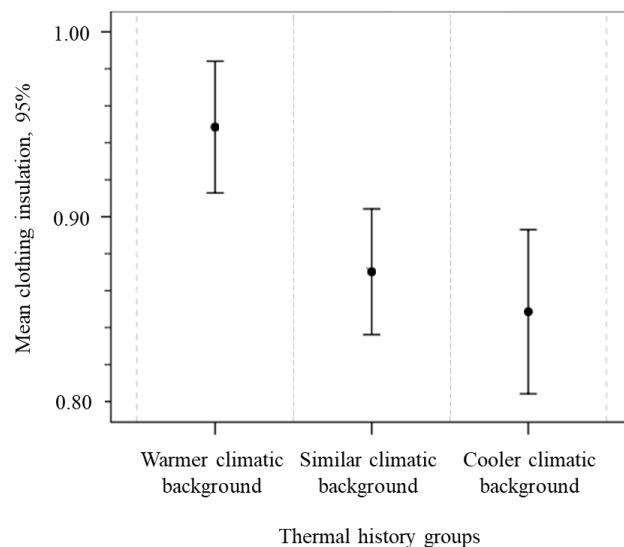 Mean clothing insulation, 95%
1.00
0.90
0.80
Warmer climatic
background
Similar climatic
background
Cooler climatic
background
Thermal history groups